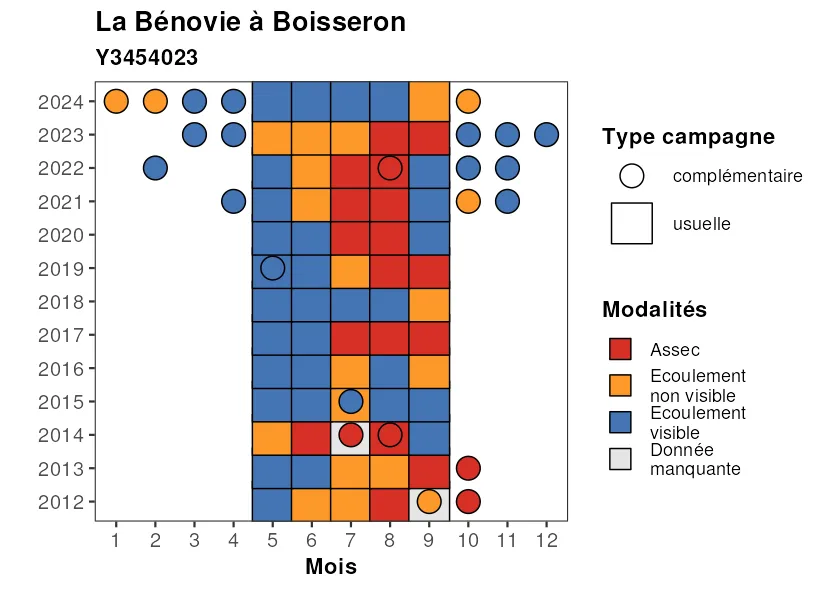 La Bénovie à Boisseron
Y3454023
2024
2023
2022
2021
2020
2019
2018
2017
2016
2015
2014
2013
2012
1 2 3 4 5 6 7 8 9 10 11 12
Mois
Type campagne
complémentaire
usuelle
Modalités
Assec
Ecoulement
non visible
Ecoulement
visible
Donnée
manquante